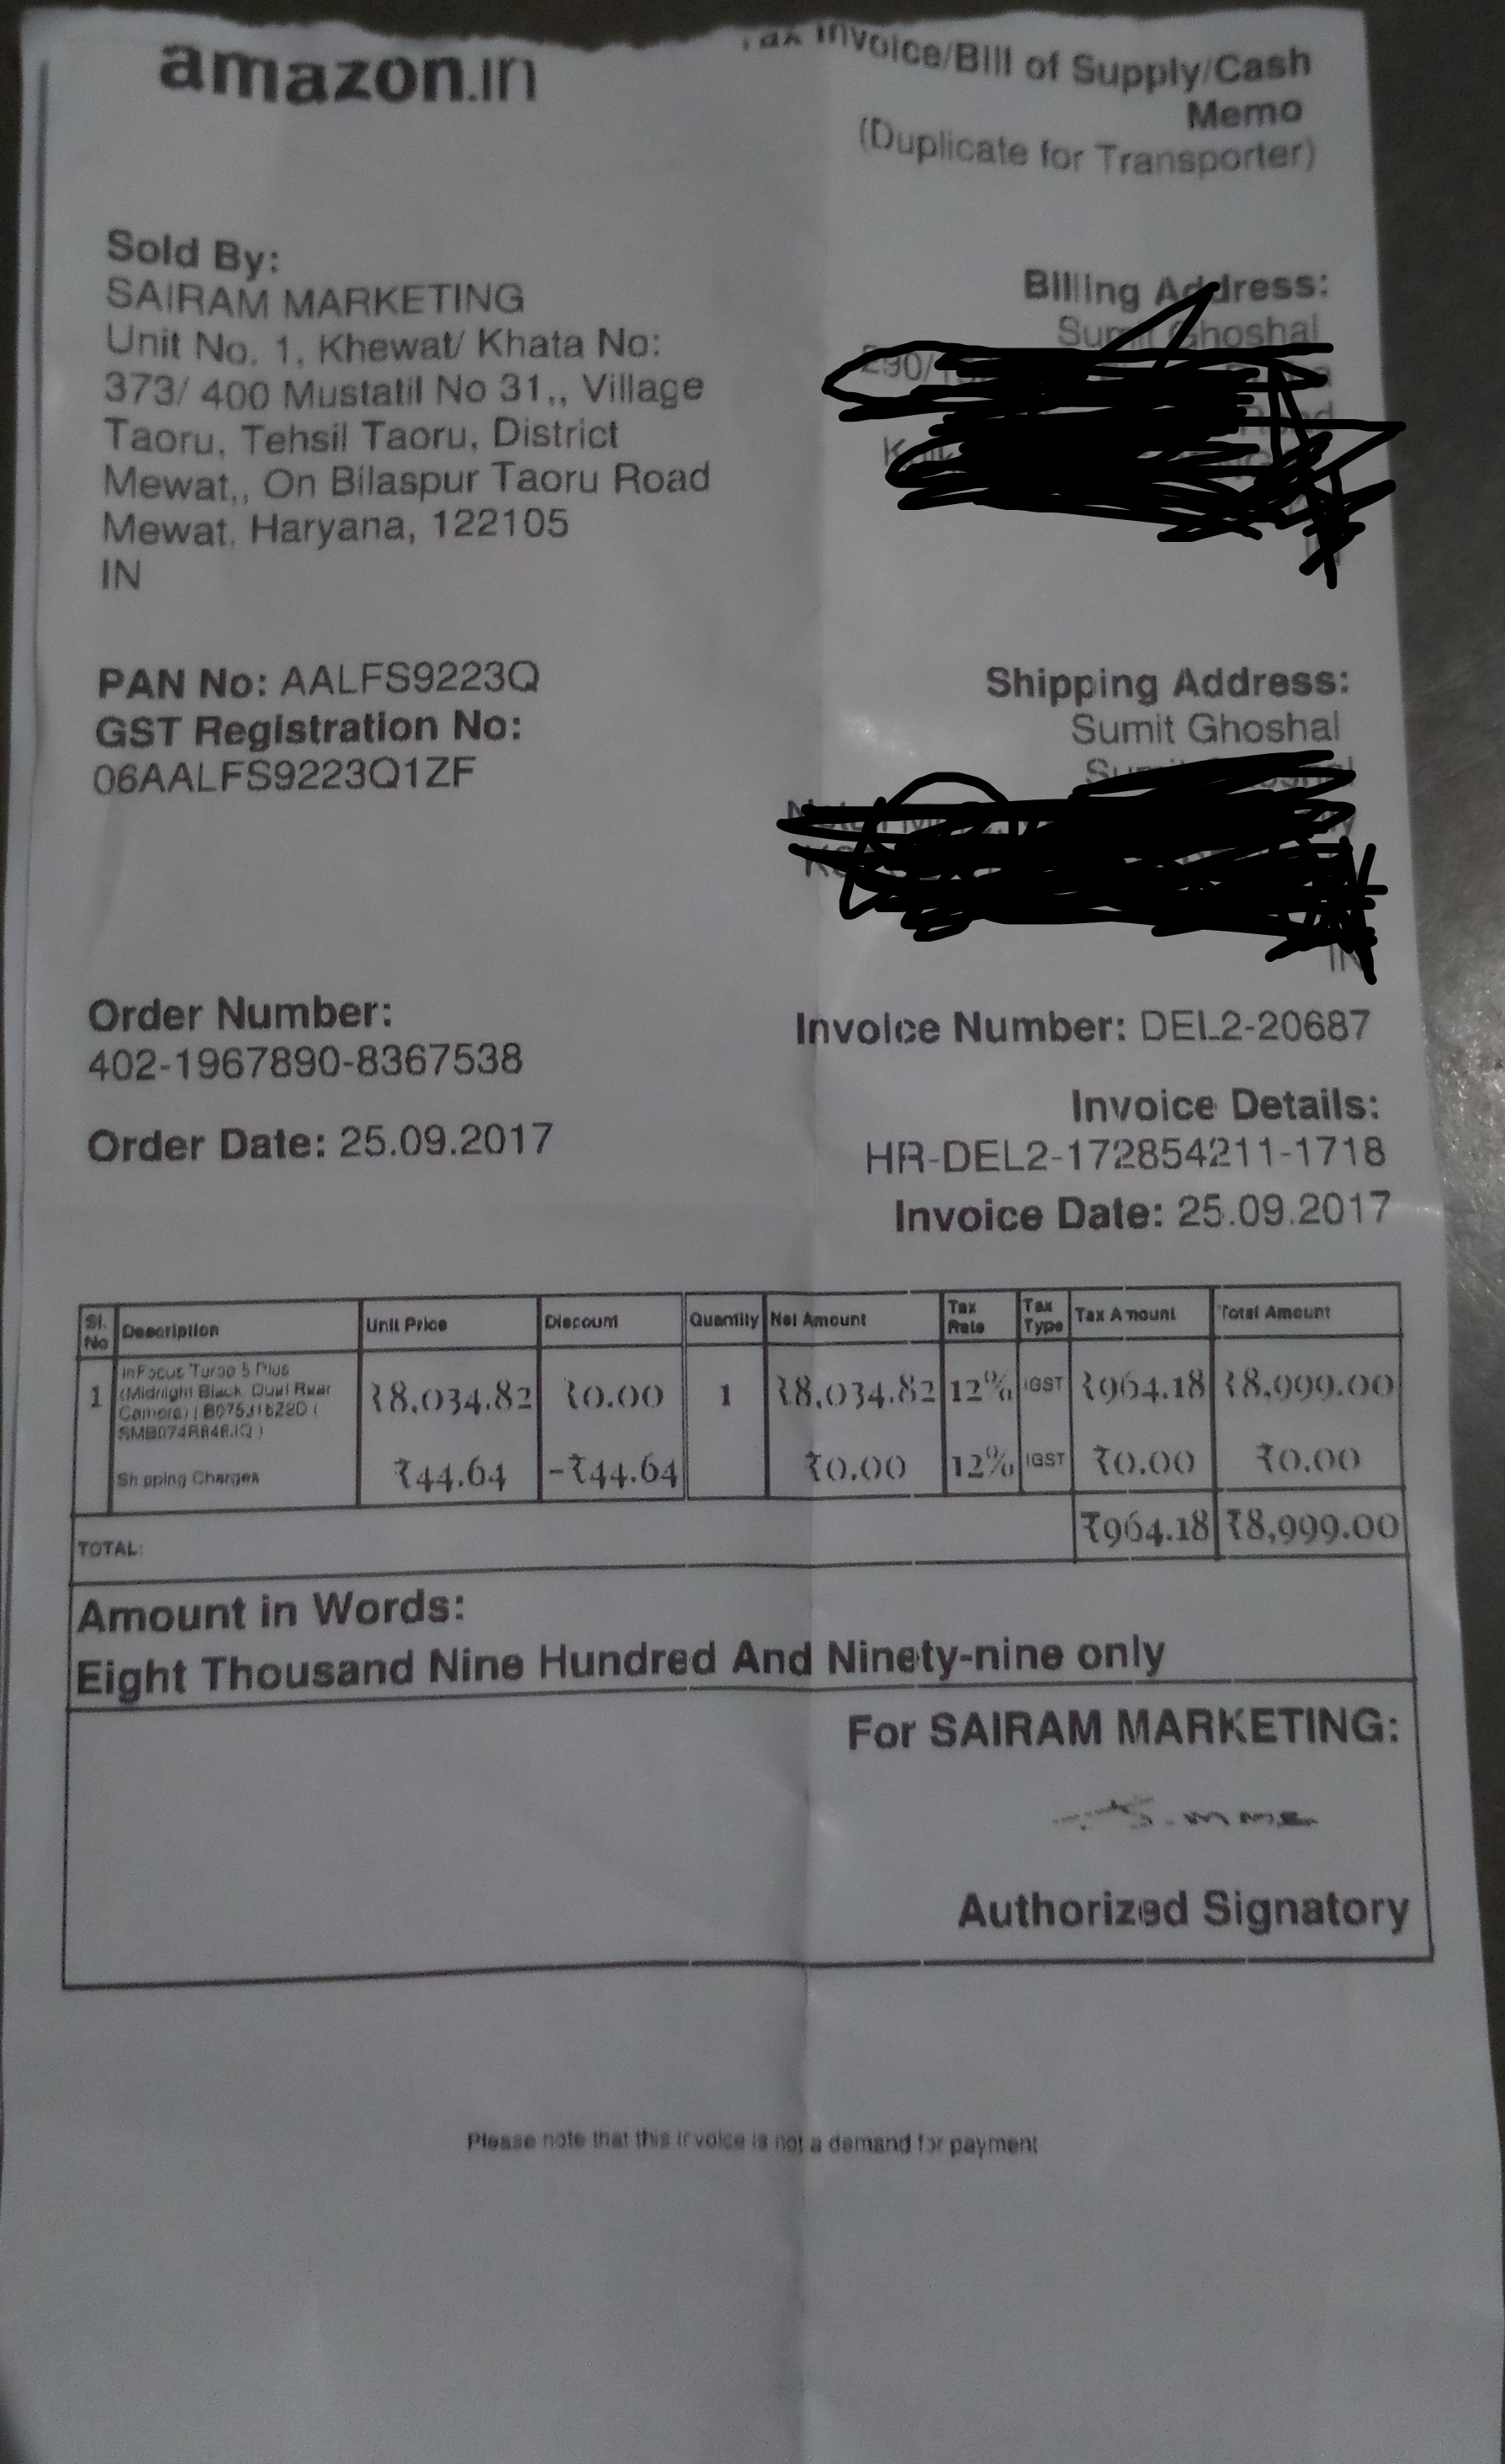 amazon.in
Invoice/Bill of Supply/Cash
Memo
(Duplicate for Transporter)
Sold By:
SAIRAM MARKETING
Unit No. 1, Khewat/ Khata No:
373/ 400 Mustatil No 31,, Village
Taoru, Tehsil Taoru, District
Mewat,, On Bilaspur Taoru Road
Mewat, Haryana, 122105
IN
Billing Address:
Sumit Ghoshal
PAN No: AALFS9223Q
GST Registration No:
06AALFS9223Q1ZF
Shipping Address:
Sumit Ghoshal
IN
Order Number:
402-1967890-8367538
Order Date: 25.09.2017
Invoice Number: DEL2-20687
Invoice Details:
HR-DEL2-172854211-1718
Invoice Date: 25.09.2017
Sl. No Description Unit Price Discount Quantity Net Amount Tax Rate Tax Type Tax Amount Total Amount
1 InFocus Turbo 5 Plus ₹8,034.82 ₹0.00 1 ₹8,034.82 12% IGST ₹964.18 ₹8,999.00
(Midnight Black, Dual Rear
Camera) |
Shipping Charges ₹44.64 -₹44.64 ₹0.00 12% IGST ₹0.00 ₹0.00
TOTAL: ₹964.18 ₹8,999.00
Amount in Words:
Eight Thousand Nine Hundred And Ninety-nine only
For SAIRAM MARKETING:
Authorized Signatory
Please note that this invoice is not a demand for payment